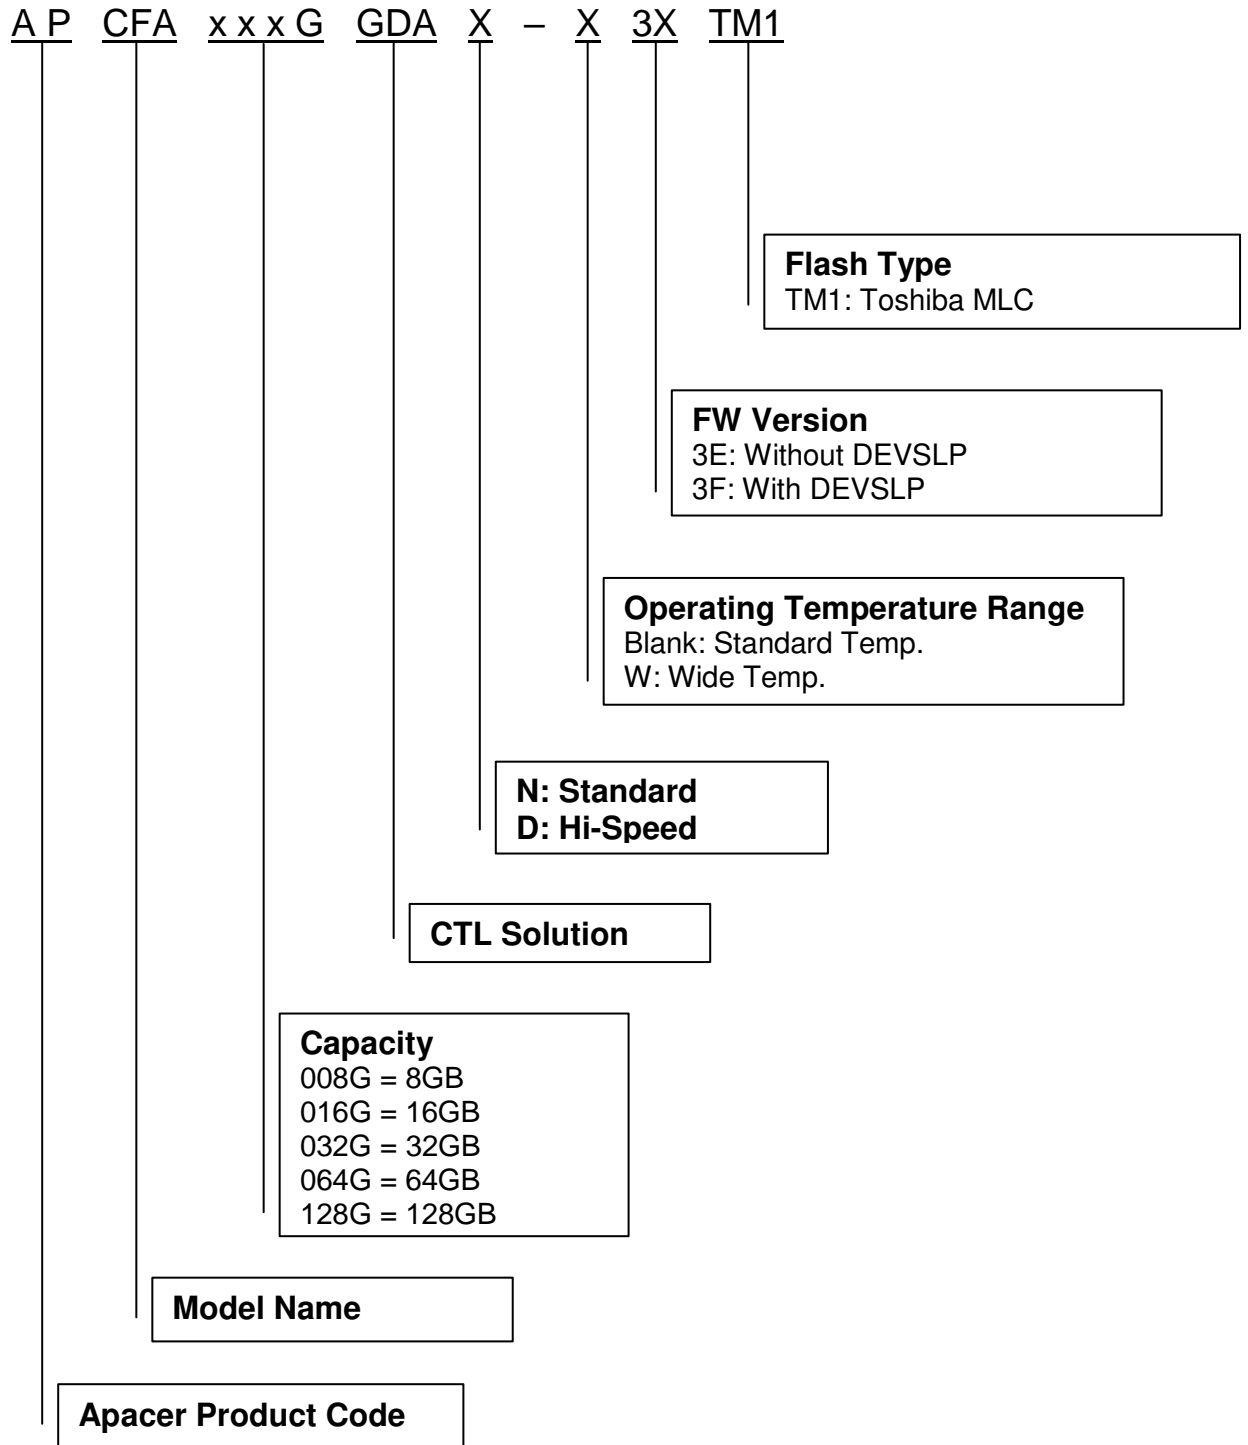 A P CFA x x x G GDA X – X 3X TM1
Flash Type
TM1: Toshiba MLC
FW Version
3E: Without DEVSLP
3F: With DEVSLP
Operating Temperature Range
Blank: Standard Temp.
W: Wide Temp.
N: Standard
D: Hi-Speed
CTL Solution
Capacity
008G = 8GB
016G = 16GB
032G = 32GB
064G = 64GB
128G = 128GB
Model Name
Apacer Product Code